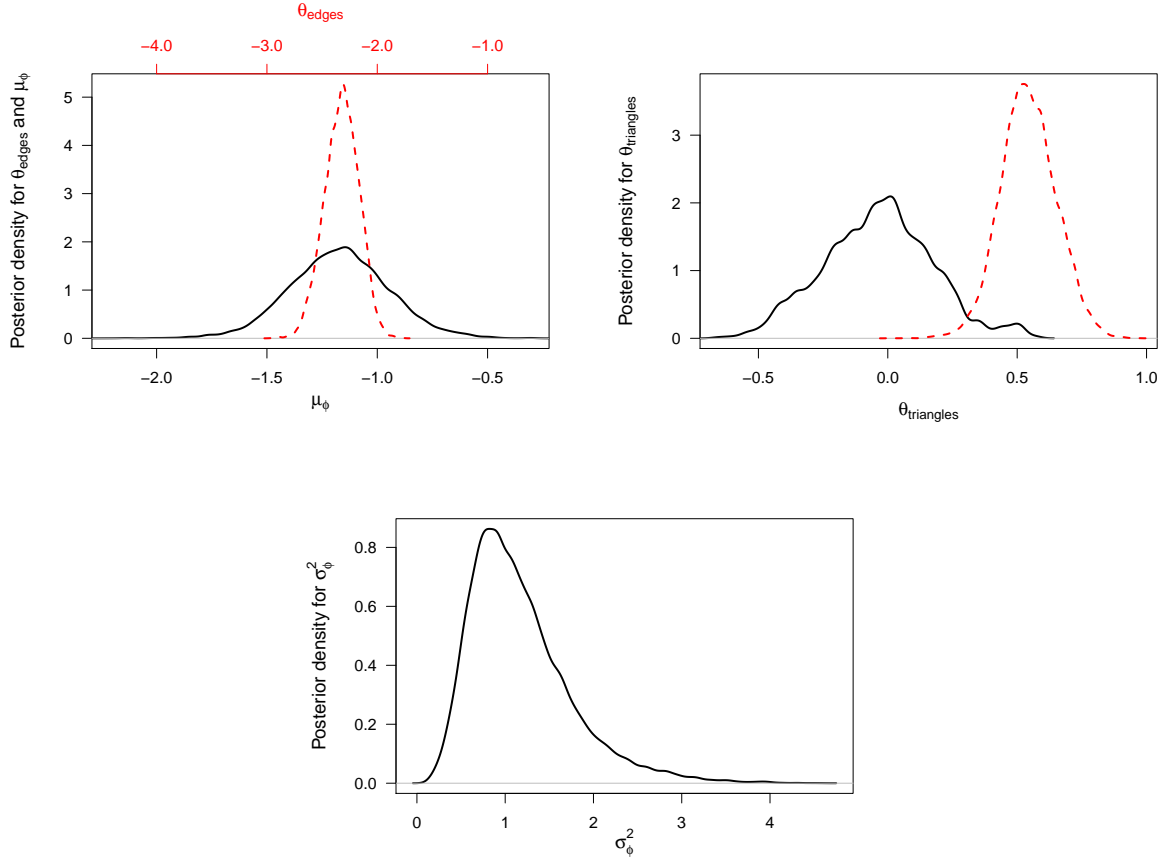 θedges
−4.0 −3.0 −2.0 −1.0
Posterior density for θedges and μϕ
5
4
3
2
1
0
−2.0 −1.5 −1.0 −0.5
μϕ
Posterior density for θtriangles
3
2
1
0
−0.5 0.0 0.5 1.0
θtriangles
Posterior density for σ²ϕ
0.8
0.6
0.4
0.2
0.0
0 1 2 3 4
σ²ϕ